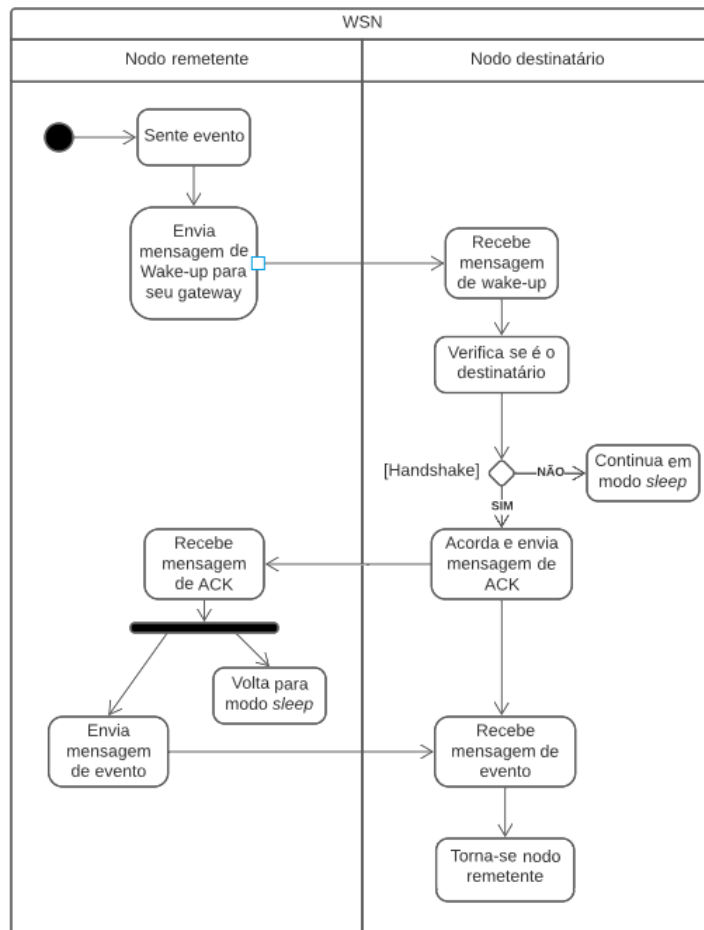 WSN
Nodo remetente
Nodo destinatário
Sente evento
Envia
mensagem de
Wake-up para
seu gateway
Recebe
mensagem
de wake-up
Verifica se é o
destinatário
[Handshake]
NÃO
Continua em
modo sleep
SIM
Recebe
mensagem
de ACK
Acorda e envia
mensagem de
ACK
Volta para
modo sleep
Envia
mensagem
de evento
Recebe
mensagem de
evento
Torna-se nodo
remetente